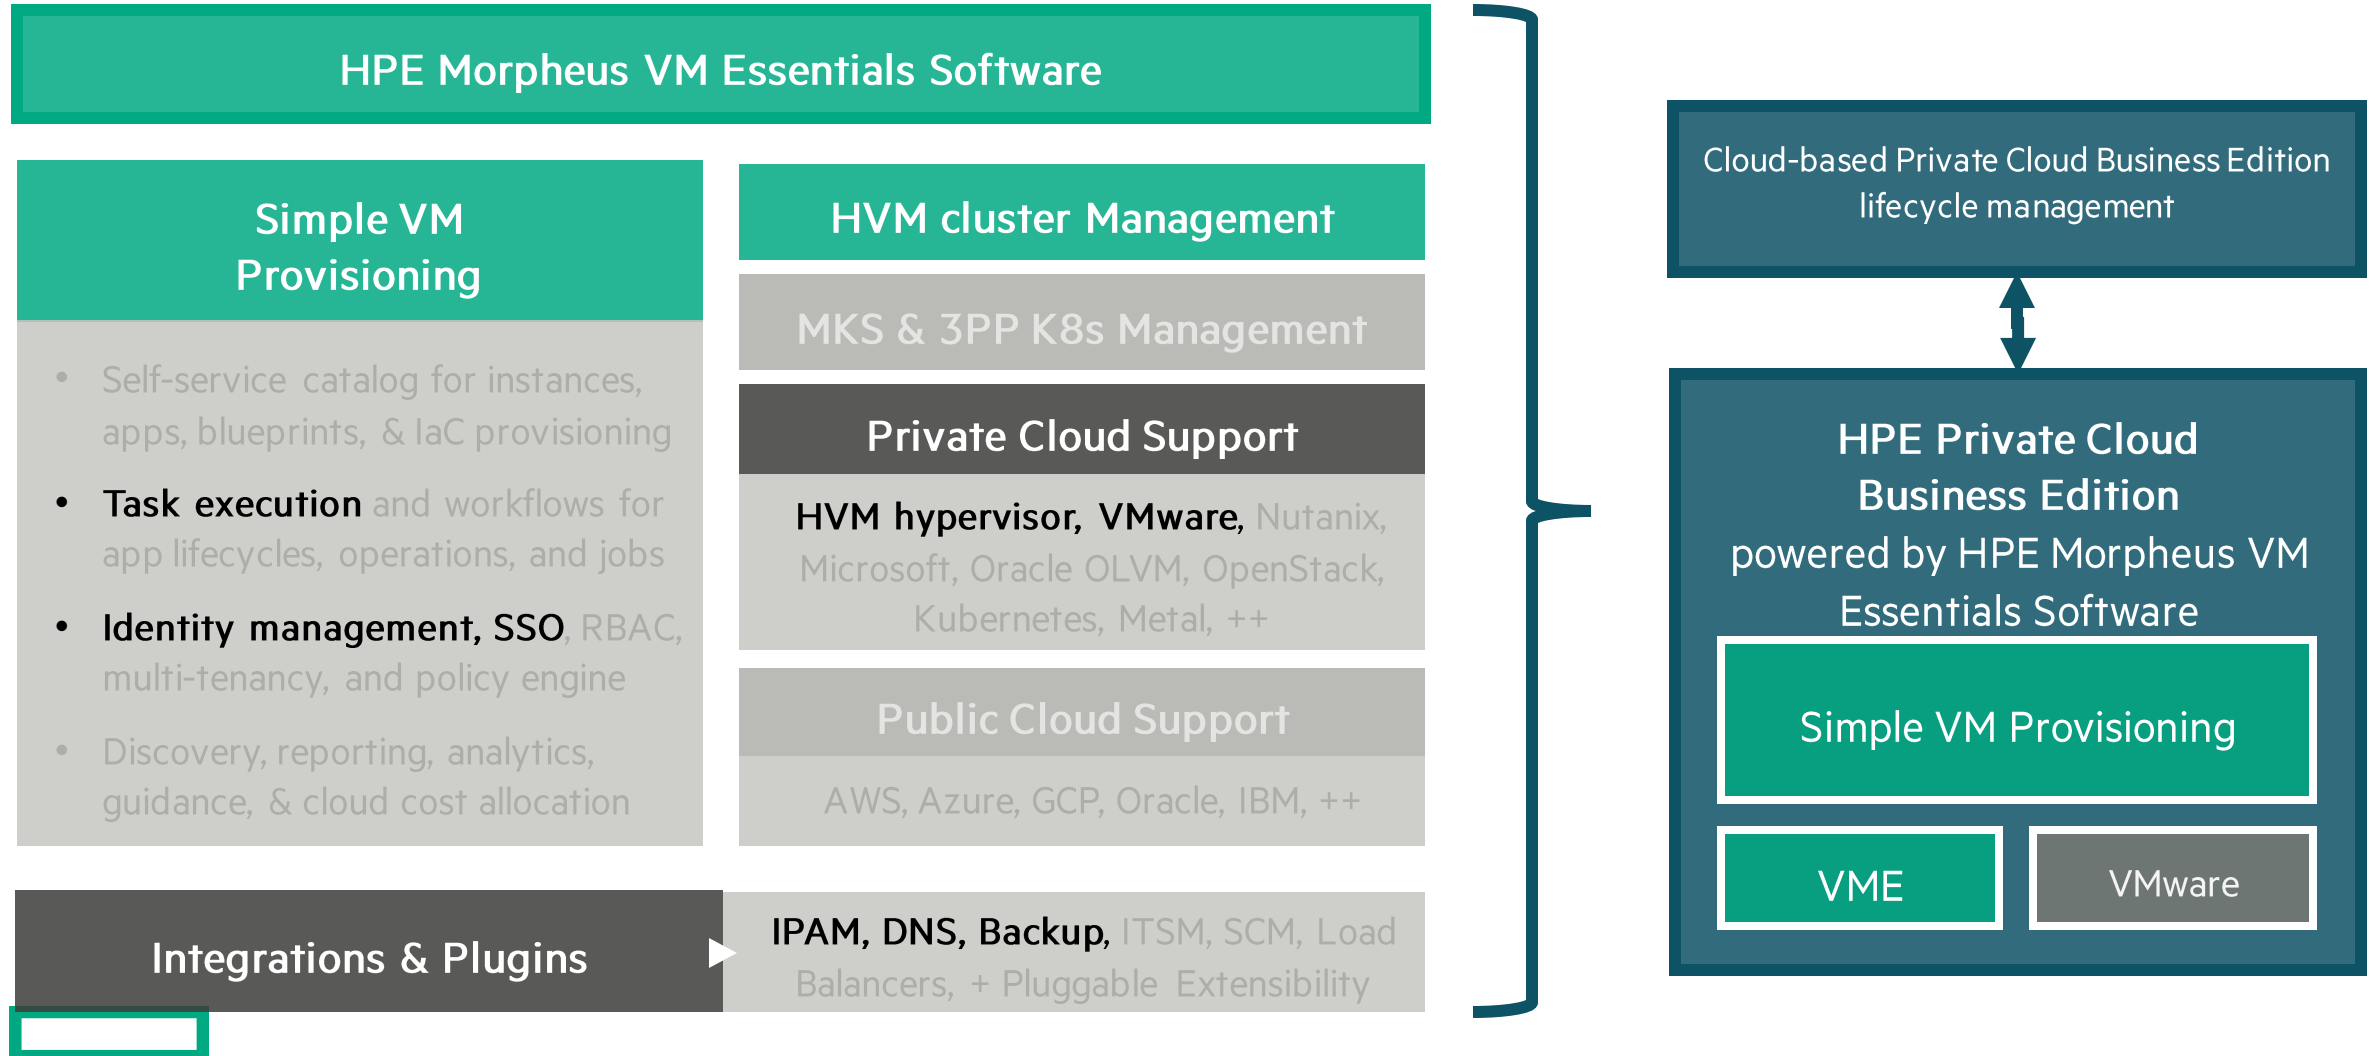 HPE Morpheus VM Essentials Software
Simple VM
Provisioning
• Self-service catalog for instances,
apps, blueprints, & IaC provisioning
• Task execution and workflows for
app lifecycles, operations, and jobs
• Identity management, SSO, RBAC,
multi-tenancy, and policy engine
• Discovery, reporting, analytics,
guidance, & cloud cost allocation
HVM cluster Management
MKS & 3PP K8s Management
Private Cloud Support
HVM hypervisor, VMware, Nutanix,
Microsoft, Oracle OLVM, OpenStack,
Kubernetes, Metal, ++
Public Cloud Support
AWS, Azure, GCP, Oracle, IBM, ++
Integrations & Plugins
IPAM, DNS, Backup, ITSM, SCM, Load
Balancers, + Pluggable Extensibility
Cloud-based Private Cloud Business Edition
lifecycle management
HPE Private Cloud
Business Edition
powered by HPE Morpheus VM
Essentials Software
Simple VM Provisioning
VME
VMware